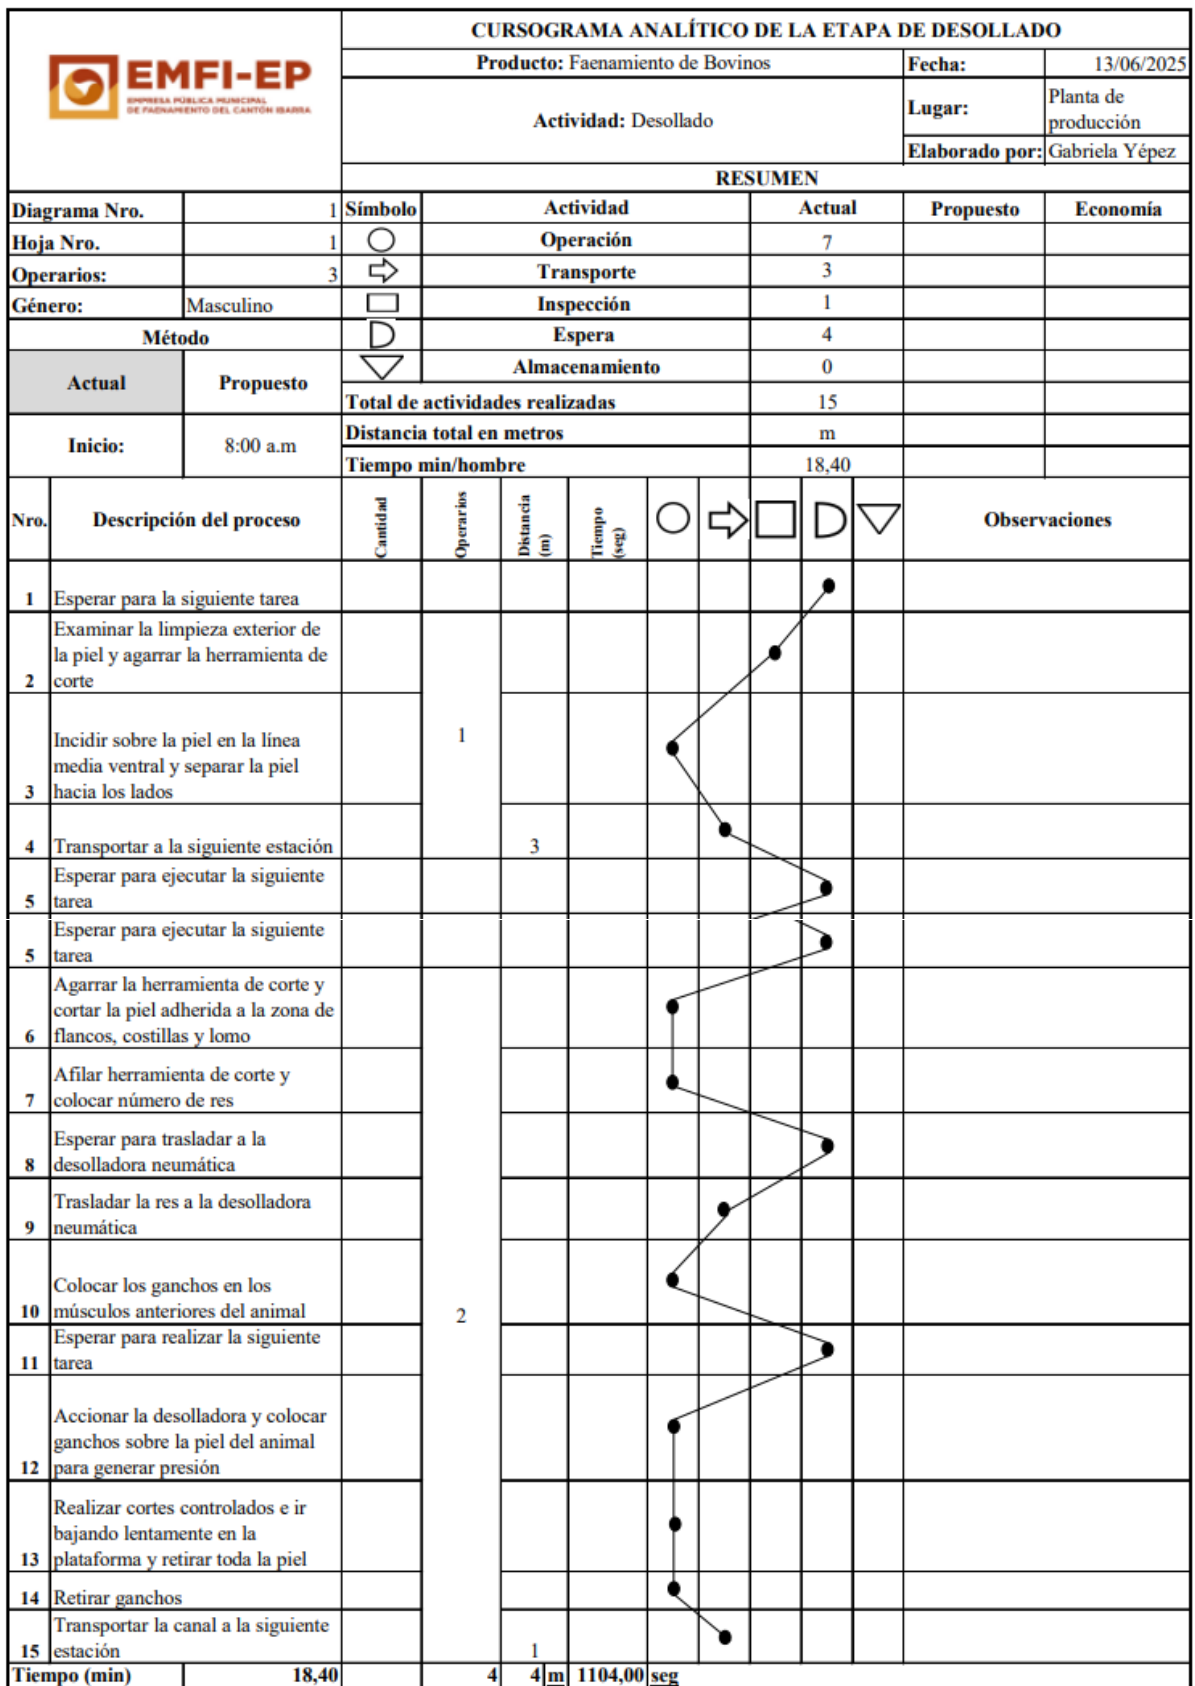 CURSOGRAMA ANALÍTICO DE LA ETAPA DE DESOLLADO
EMFI-EP
EMPRESA PÚBLICA MUNICIPAL
DE FAENAMIENTO DEL CANTÓN IBARRA
Producto: Faenamiento de Bovinos
Fecha: 13/06/2025
Actividad: Desollado
Lugar: Planta de
producción
Elaborado por: Gabriela Yépez
RESUMEN
Diagrama Nro. 1 Símbolo Actividad Actual Propuesto Economía
Hoja Nro. 1 Operación 7
Operarios: 3 Transporte 3
Género: Masculino Inspección 1
Método Espera 4
Actual Propuesto Almacenamiento 0
Total de actividades realizadas 15
Inicio: 8:00 a.m Distancia total en metros m
Tiempo min/hombre 18,40
Nro. Descripción del proceso Cantidad Operarios Distancia (m) Tiempo (seg) Observaciones
1 Esperar para la siguiente tarea
Examinar la limpieza exterior de
la piel y agarrar la herramienta de
2 corte
1
Incidir sobre la piel en la línea
media ventral y separar la piel
3 hacia los lados
4 Transportar a la siguiente estación 3
Esperar para ejecutar la siguiente
5 tarea
Esperar para ejecutar la siguiente
5 tarea
Agarrar la herramienta de corte y
cortar la piel adherida a la zona de
6 flancos, costillas y lomo
Afilar herramienta de corte y
7 colocar número de res
Esperar para trasladar a la
8 desolladora neumática
Trasladar la res a la desolladora
9 neumática
Colocar los ganchos en los
10 músculos anteriores del animal
2
Esperar para realizar la siguiente
11 tarea
Accionar la desolladora y colocar
ganchos sobre la piel del animal
12 para generar presión
Realizar cortes controlados e ir
bajando lentamente en la
13 plataforma y retirar toda la piel
14 Retirar ganchos
Transportar la canal a la siguiente
15 estación 1
Tiempo (min) 18,40 4 4 m 1104,00 seg